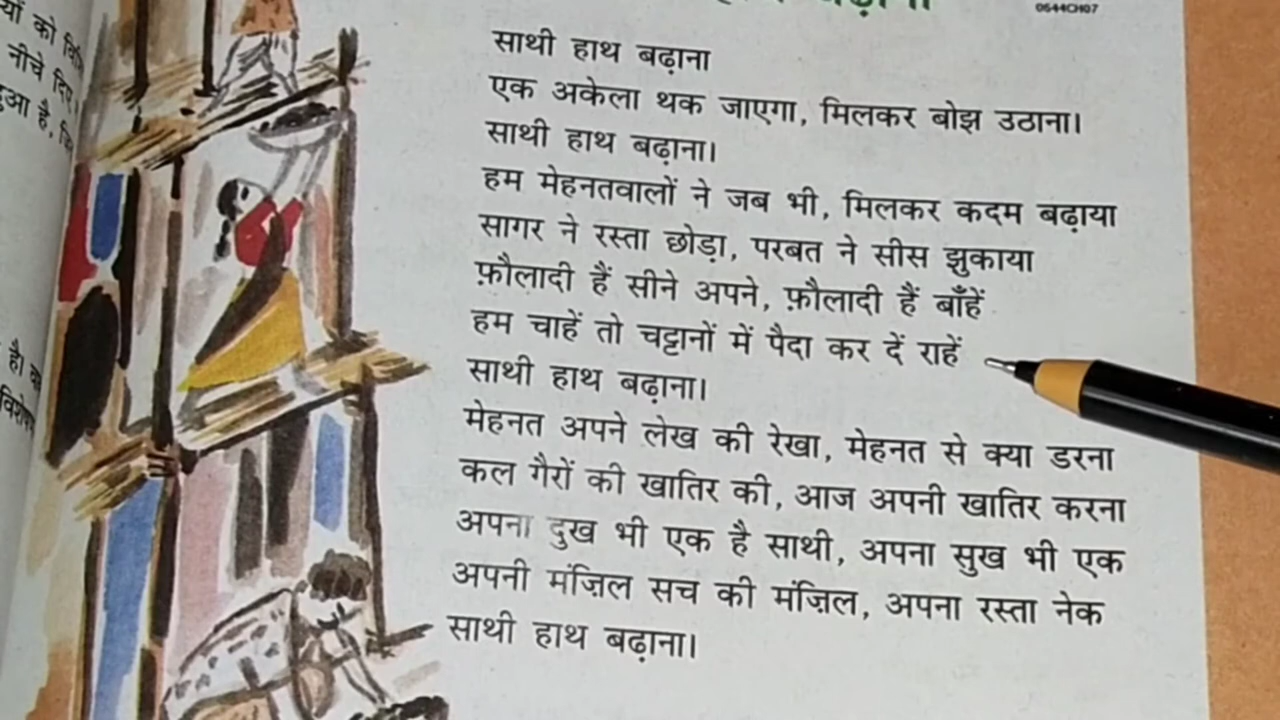 0644CH07
यों को
नीचे दिए
हुआ है,
है।
साथी हाथ बढ़ाना
एक अकेला थक जाएगा, मिलकर बोझ उठाना।
साथी हाथ बढ़ाना।
हम मेहनतवालों ने जब भी, मिलकर कदम बढ़ाया
सागर ने रस्ता छोड़ा, परबत ने सीस झुकाया
फ़ौलादी हैं सीने अपने, फ़ौलादी हैं बाँहें
हम चाहें तो चट्टानों में पैदा कर दें राहें
साथी हाथ बढ़ाना।
मेहनत अपने लेख की रेखा, मेहनत से क्या डरना
कल गैरों की खातिर की, आज अपनी खातिर करना
अपना दुख भी एक है साथी, अपना सुख भी एक
अपनी मंज़िल सच की मंज़िल, अपना रस्ता नेक
साथी हाथ बढ़ाना।